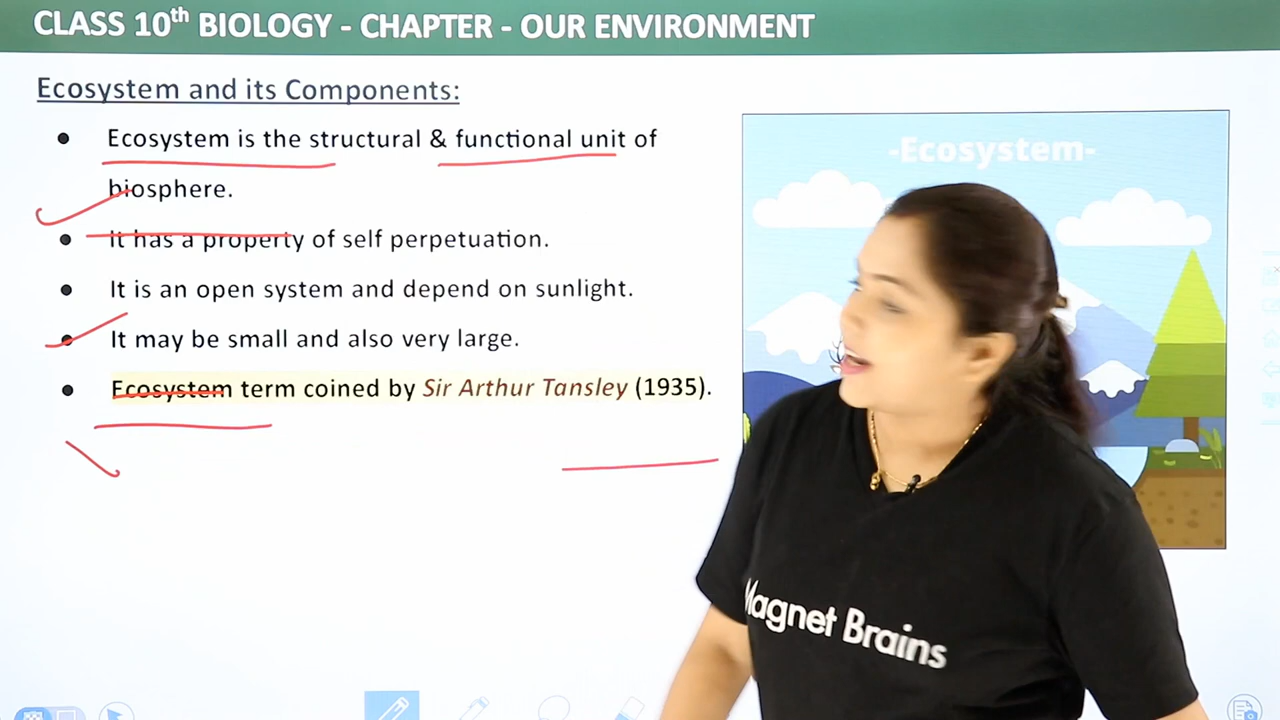 CLASS 10th BIOLOGY - CHAPTER - OUR ENVIRONMENT
Ecosystem and its Components:
• Ecosystem is the structural & functional unit of
biosphere.
• It has a property of self perpetuation.
• It is an open system and depend on sunlight.
• It may be small and also very large.
• Ecosystem term coined by Sir Arthur Tansley (1935).
-Ecosystem-
Magnet Brains